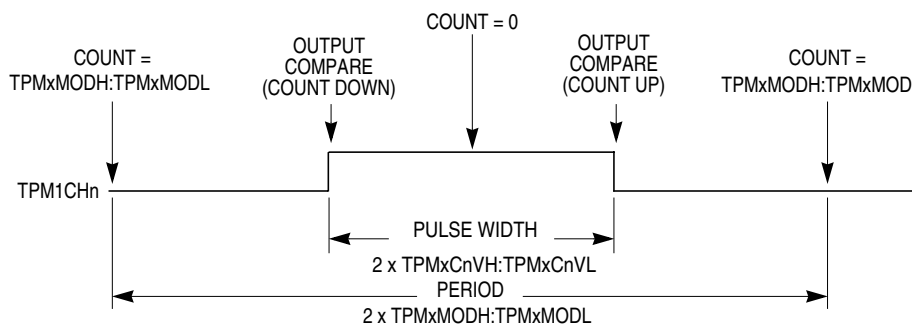 COUNT = 0
COUNT =
TPMxMODH:TPMxMODL
OUTPUT
COMPARE
(COUNT DOWN)
OUTPUT
COMPARE
(COUNT UP)
COUNT =
TPMxMODH:TPMxMOD
TPM1CHn
PULSE WIDTH
2 x TPMxCnVH:TPMxCnVL
PERIOD
2 x TPMxMODH:TPMxMODL